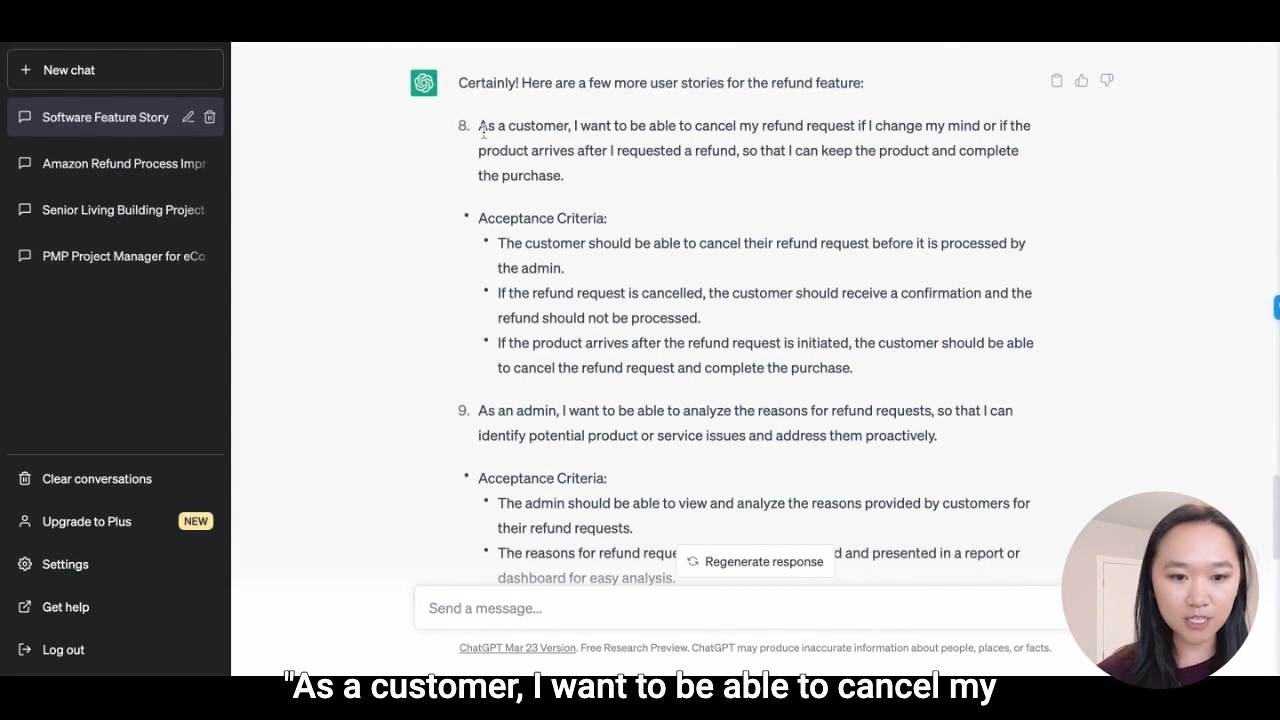 New chat
Software Feature Story
Amazon Refund Process Impr
Senior Living Building Project
PMP Project Manager for eCo
Clear conversations
Upgrade to Plus NEW
Settings
Get help
Log out
Certainly! Here are a few more user stories for the refund feature:
8. As a customer, I want to be able to cancel my refund request if I change my mind or if the
product arrives after I requested a refund, so that I can keep the product and complete
the purchase.
• Acceptance Criteria:
• The customer should be able to cancel their refund request before it is processed by
the admin.
• If the refund request is cancelled, the customer should receive a confirmation and the
refund should not be processed.
• If the product arrives after the refund request is initiated, the customer should be able
to cancel the refund request and complete the purchase.
9. As an admin, I want to be able to analyze the reasons for refund requests, so that I can
identify potential product or service issues and address them proactively.
• Acceptance Criteria:
• The admin should be able to view and analyze the reasons provided by customers for
their refund requests.
• The reasons for refund reque d and presented in a report or
dashboard for easy analysis.
Regenerate response
Send a message...
ChatGPT Mar 23 Version. Free Research Preview. ChatGPT may produce inaccurate information about people, places, or facts.
"As a customer, I want to be able to cancel my